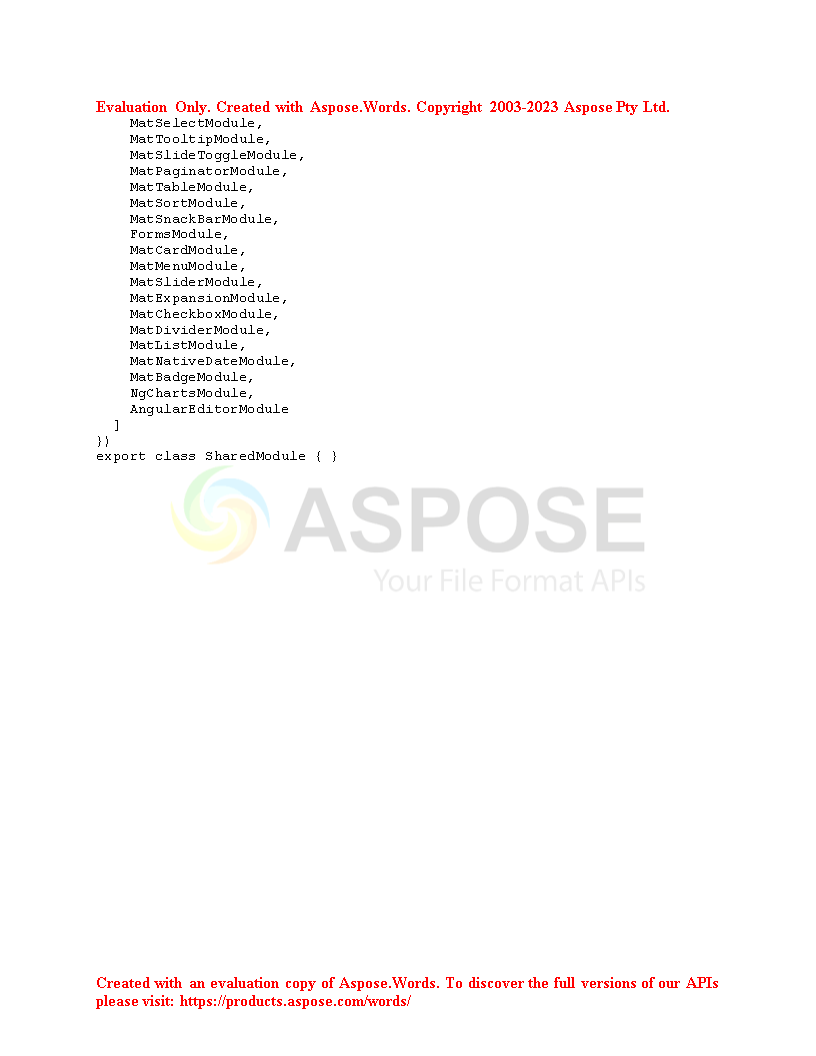 Evaluation Only. Created with Aspose.Words. Copyright 2003-2023 Aspose Pty Ltd.
    MatSelectModule,
    MatTooltipModule,
    MatSlideToggleModule,
    MatPaginatorModule,
    MatTableModule,
    MatSortModule,
    MatSnackBarModule,
    FormsModule,
    MatCardModule,
    MatMenuModule,
    MatSliderModule,
    MatExpansionModule,
    MatCheckboxModule,
    MatDividerModule,
    MatListModule,
    MatNativeDateModule,
    MatBadgeModule,
    NgChartsModule,
    AngularEditorModule
  ]
})
export class SharedModule { }
ASPOSE
Your File Format APIs
Created with an evaluation copy of Aspose.Words. To discover the full versions of our APIs
please visit: https://products.aspose.com/words/